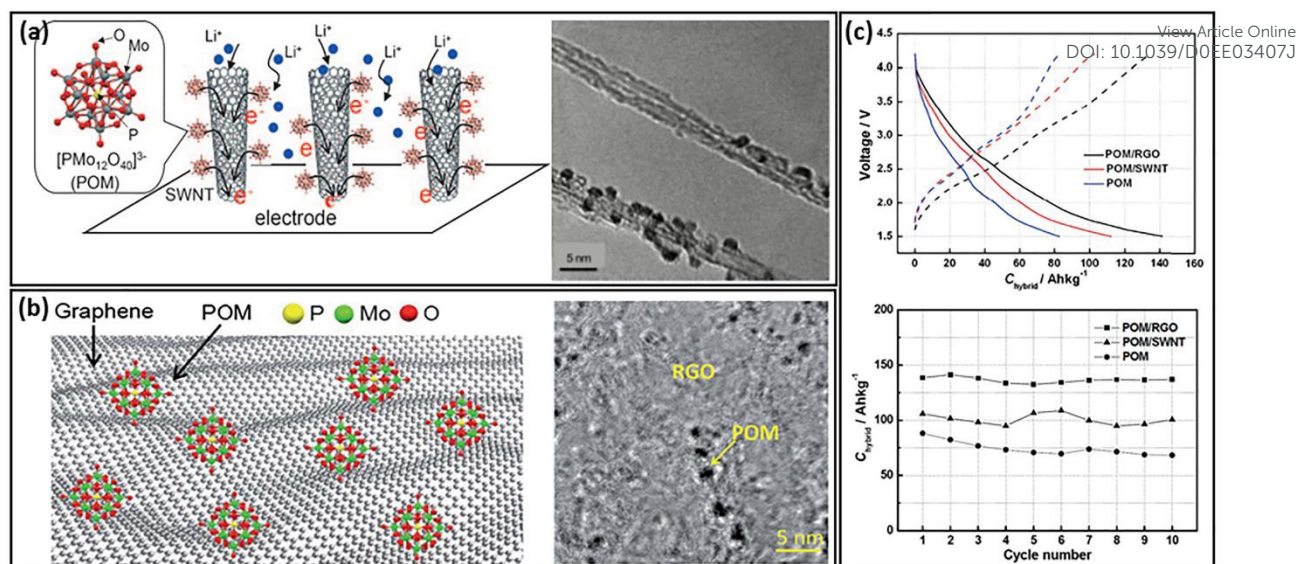 (a)
O
Mo
P
[PMo₁₂O₄₀]³⁻
(POM)
Li⁺
Li⁺
Li⁺
Li⁺
Li⁺
e⁻
e
e⁻
e
e⁻
e
e⁻
e
e⁻
SWNT
electrode
5 nm
(b)
Graphene
POM
P
Mo
O
RGO
POM
5 nm
(c)
View Article Online
DOI: 10.1039/D0EE03407J
Voltage / V
4.5
4.0
3.5
3.0
2.5
2.0
1.5
POM/RGO
POM/SWNT
POM
0 20 40 60 80 100 120 140 160
C hybrid / Ahkg⁻¹
C hybrid / Ahkg⁻¹
200
150
100
50
0
POM/RGO
POM/SWNT
POM
1 2 3 4 5 6 7 8 9 10
Cycle number